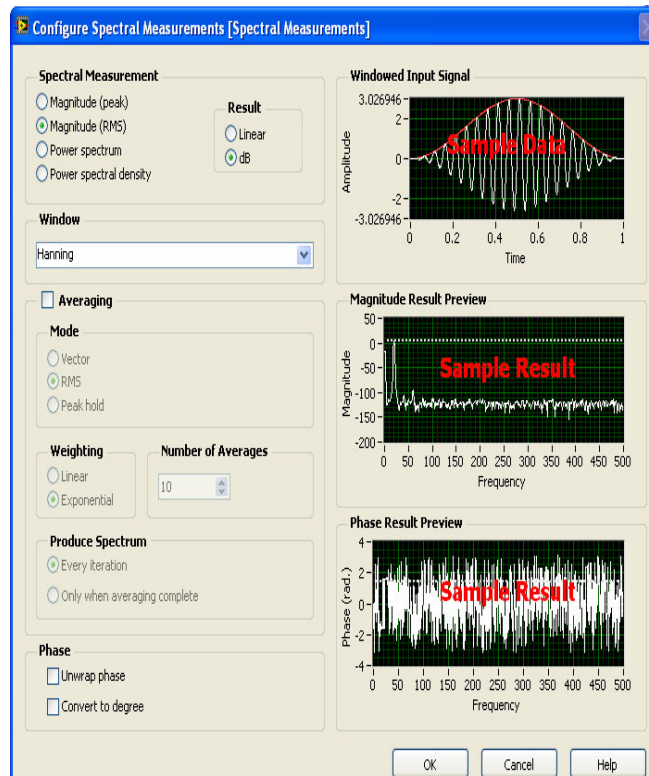 Configure Spectral Measurements [Spectral Measurements]
Spectral Measurement
Magnitude (peak)
Magnitude (RMS)
Power spectrum
Power spectral density
Result
Linear
dB
Window
Hanning
Averaging
Mode
Vector
RMS
Peak hold
Weighting
Linear
Exponential
Number of Averages
10
Produce Spectrum
Every iteration
Only when averaging complete
Phase
Unwrap phase
Convert to degree
Windowed Input Signal
Amplitude
3.026946
2
0
-2
-3.026946
Sample Data
0 0.2 0.4 0.6 0.8 1
Time
Magnitude Result Preview
Magnitude
50
0
-50
-100
-150
-200
Sample Result
0 50 100 150 200 250 300 350 400 450 500
Frequency
Phase Result Preview
Phase (rad.)
4
2
0
-2
-4
Sample Result
0 50 100 150 200 250 300 350 400 450 500
Frequency
OK
Cancel
Help